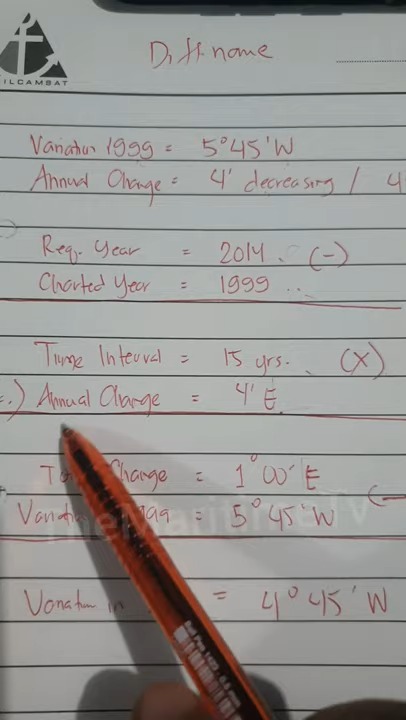 ILCAMBAT
Diff. name
Variation 1999 = 5°45'W
Annual Change = 4' decreasing / 4
Req. Year = 2014 (-)
Charted Year = 1999
Time Interval = 15 yrs. (X)
Annual Change = 4' E
Change = 1°00'E
= 5°45'W
TheMaritimeTv
in = 4°45'W